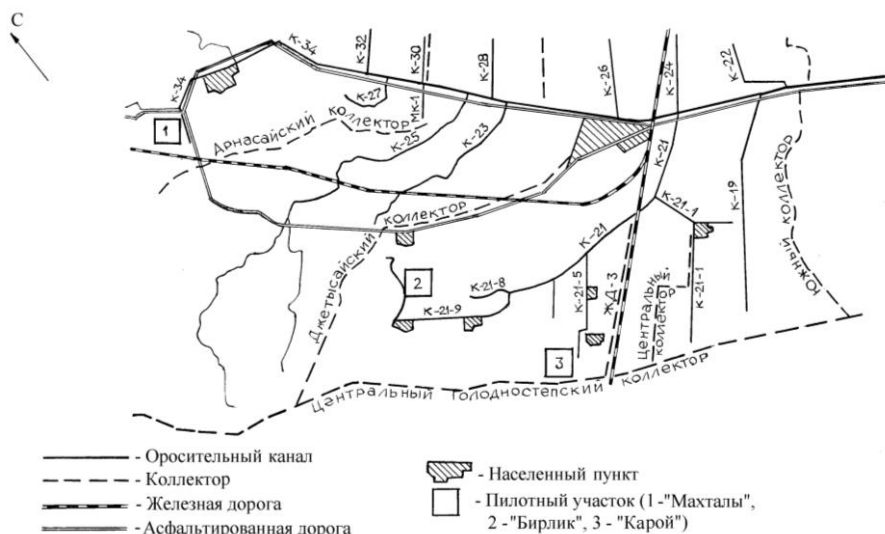 С
К-34
К-34
К-32
К-30
К-28
К-26
К-24
К-22
К-27
МК-1
1
Арнасайский коллектор
К-25
К-23
К-21
К-19
К-21-1
Джетысайский коллектор
К-21
К-21-8
К-21-5
ЖД-3
Центральный
коллектор
К-21-1
Южный коллектор
2
К-21-9
3
Центральный Голодностепский коллектор
- Оросительный канал
- Коллектор
- Железная дорога
- Асфальтированная дорога
- Населенный пункт
- Пилотный участок (1 -"Махталы",
2 -"Бирлик", 3 - "Карой")